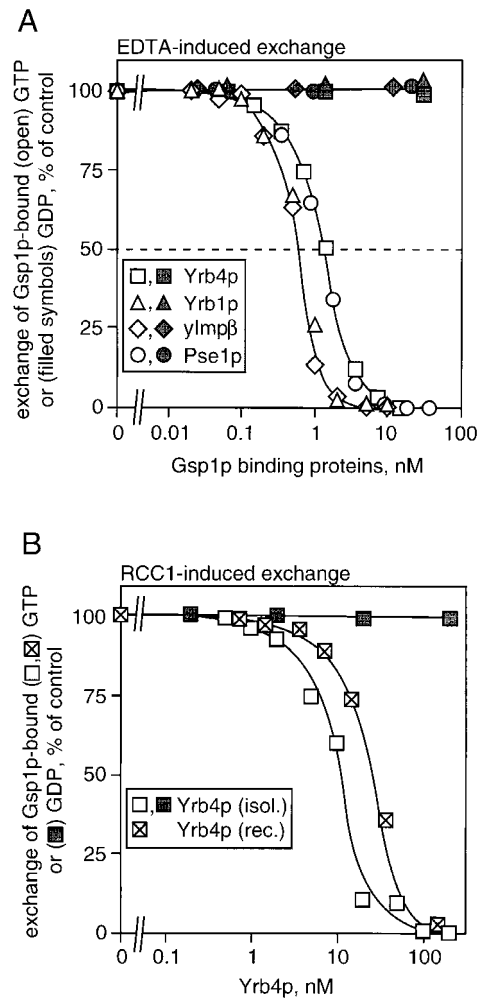 A
EDTA-induced exchange
exchange of Gsp1p-bound (open) GTP
or (filled symbols) GDP, % of control
100
75
50
25
0
□,■ Yrb4p
△,▲ Yrb1p
◇,◆ yImpβ
○,● Pse1p
0 0.01 0.1 1 10 100
Gsp1p binding proteins, nM
B
RCC1-induced exchange
exchange of Gsp1p-bound (□,⊠) GTP
or (■) GDP, % of control
100
75
50
25
0
□,■ Yrb4p (isol.)
⊠ Yrb4p (rec.)
0 0.1 1 10 100
Yrb4p, nM